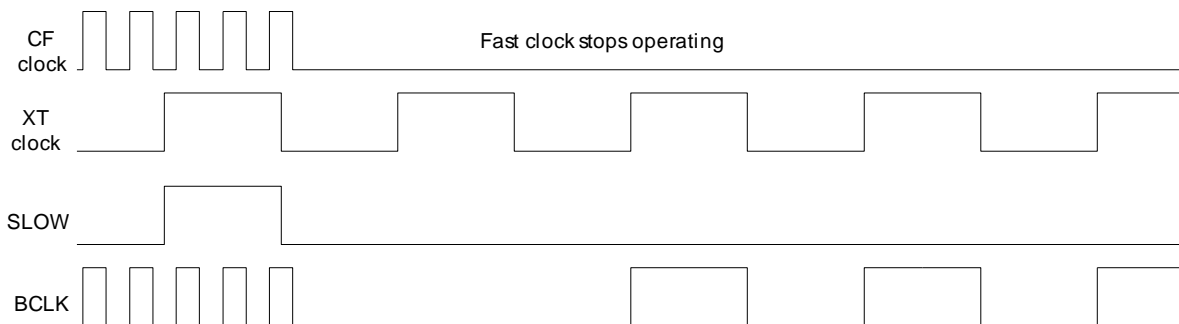 CF
clock
Fast clock stops operating
XT
clock
SLOW
BCLK